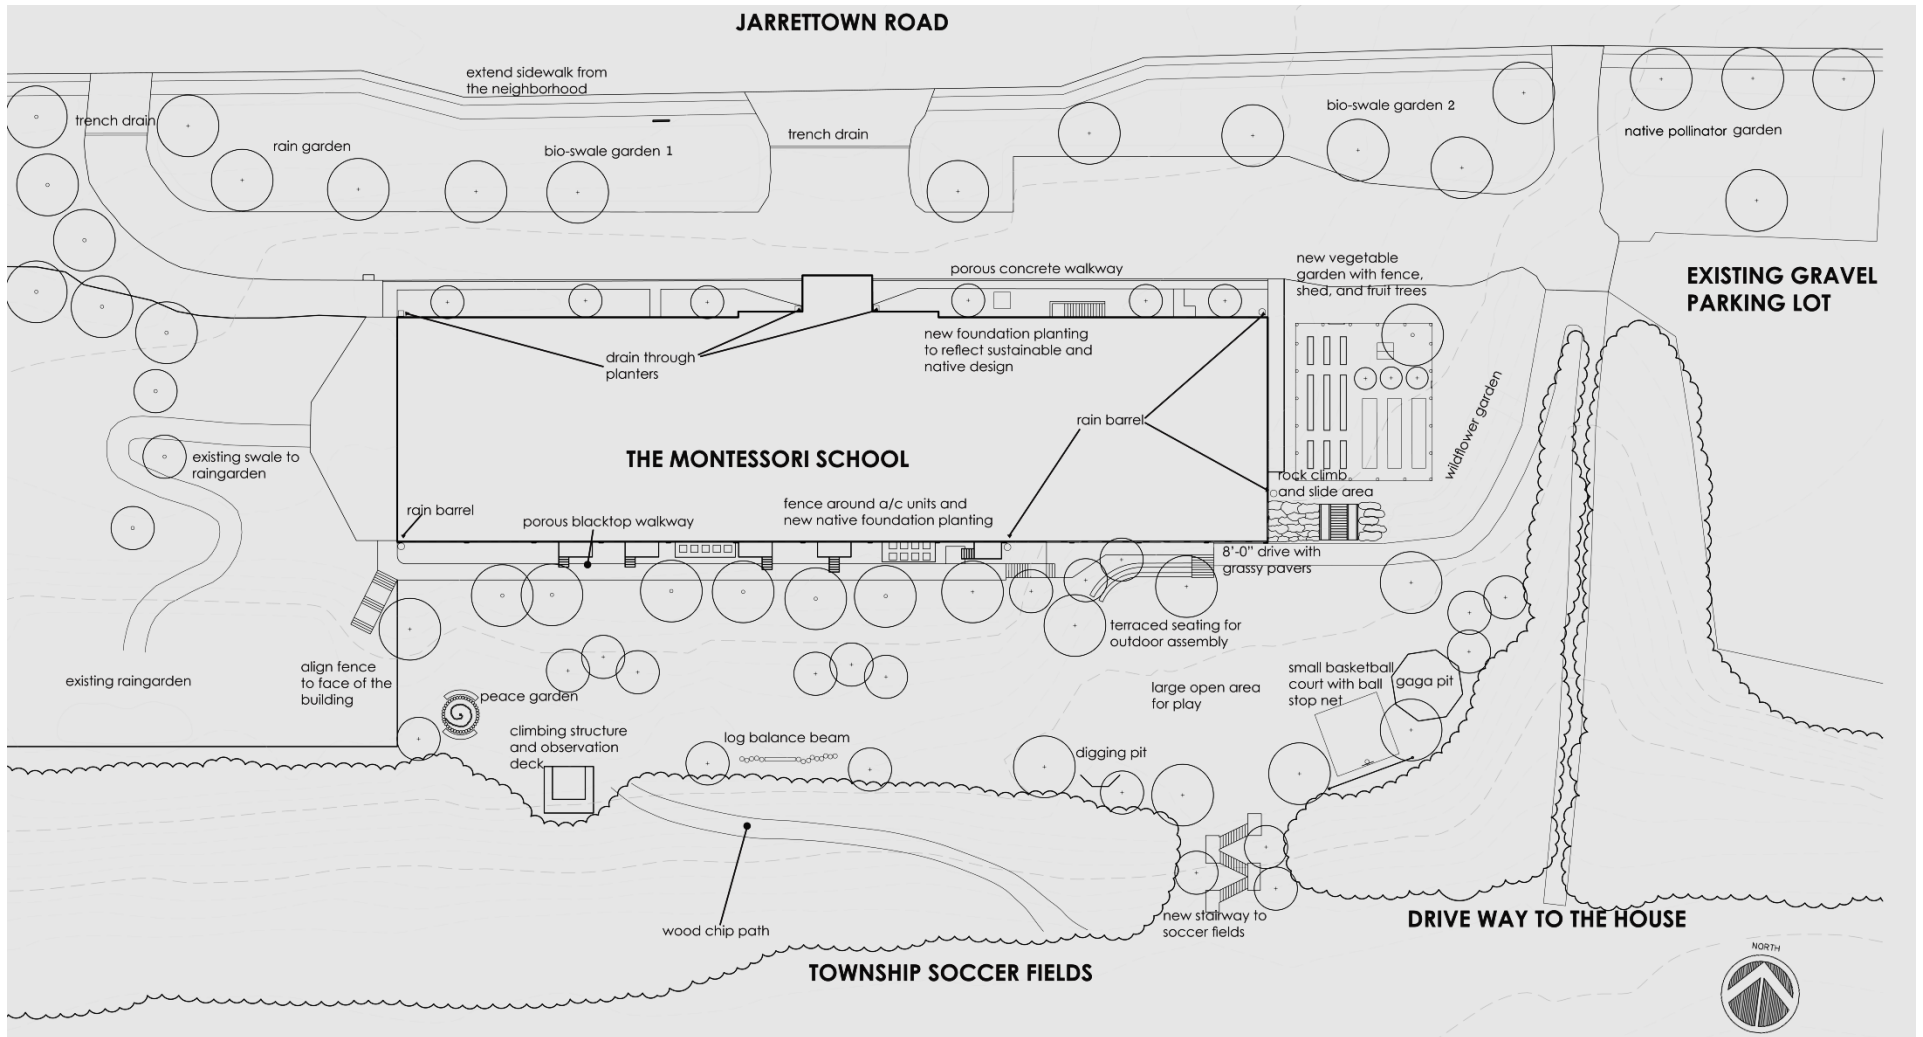 JARRETTOWN ROAD
extend sidewalk from
the neighborhood
trench drain
rain garden
bio-swale garden 1
trench drain
bio-swale garden 2
native pollinator garden
porous concrete walkway
new vegetable
garden with fence,
shed, and fruit trees
EXISTING GRAVEL
PARKING LOT
drain through
planters
new foundation planting
to reflect sustainable and
native design
rain barrel
wildflower garden
THE MONTESSORI SCHOOL
existing swale to
raingarden
rock climb
and slide area
rain barrel
porous blacktop walkway
fence around a/c units and
new native foundation planting
8'-0" drive with
grassy pavers
terraced seating for
outdoor assembly
existing raingarden
align fence
to face of the
building
peace garden
climbing structure
and observation
deck
log balance beam
large open area
for play
small basketball
court with ball
stop net
gaga pit
digging pit
wood chip path
new stairway to
soccer fields
DRIVE WAY TO THE HOUSE
TOWNSHIP SOCCER FIELDS
NORTH